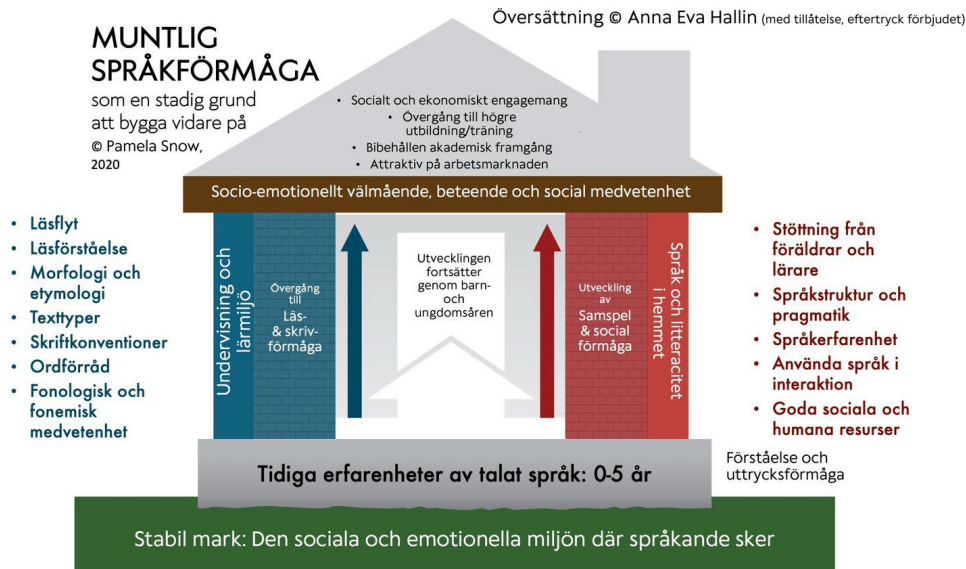 Översättning © Anna Eva Hallin (med tillåtelse, eftertryck förbjudet)
MUNTLIG
SPRÅKFÖRMÅGA
som en stadig grund
att bygga vidare på
© Pamela Snow,
2020
• Socialt och ekonomiskt engagemang
• Övergång till högre
utbildning/träning
• Bibehållen akademisk framgång
• Attraktiv på arbetsmarknaden
Socio-emotionellt välmående, beteende och social medvetenhet
• Läsflyt
• Läsförståelse
• Morfologi och
etymologi
• Texttyper
• Skriftkonventioner
• Ordförråd
• Fonologisk och
fonemisk
medvetenhet
Undervisning och
lärmiljö
Övergång
till
Läs-
& skriv-
förmåga
Utvecklingen
fortsätter
genom barn-
och
ungdomsåren
Utveckling
av
Samspel
& social
förmåga
Språk och litteracitet
i hemmet
• Stöttning från
föräldrar och
lärare
• Språkstruktur och
pragmatik
• Språkerfarenhet
• Använda språk i
interaktion
• Goda sociala och
humana resurser
Tidiga erfarenheter av talat språk: 0-5 år
Förståelse och
uttrycksförmåga
Stabil mark: Den sociala och emotionella miljön där språkande sker